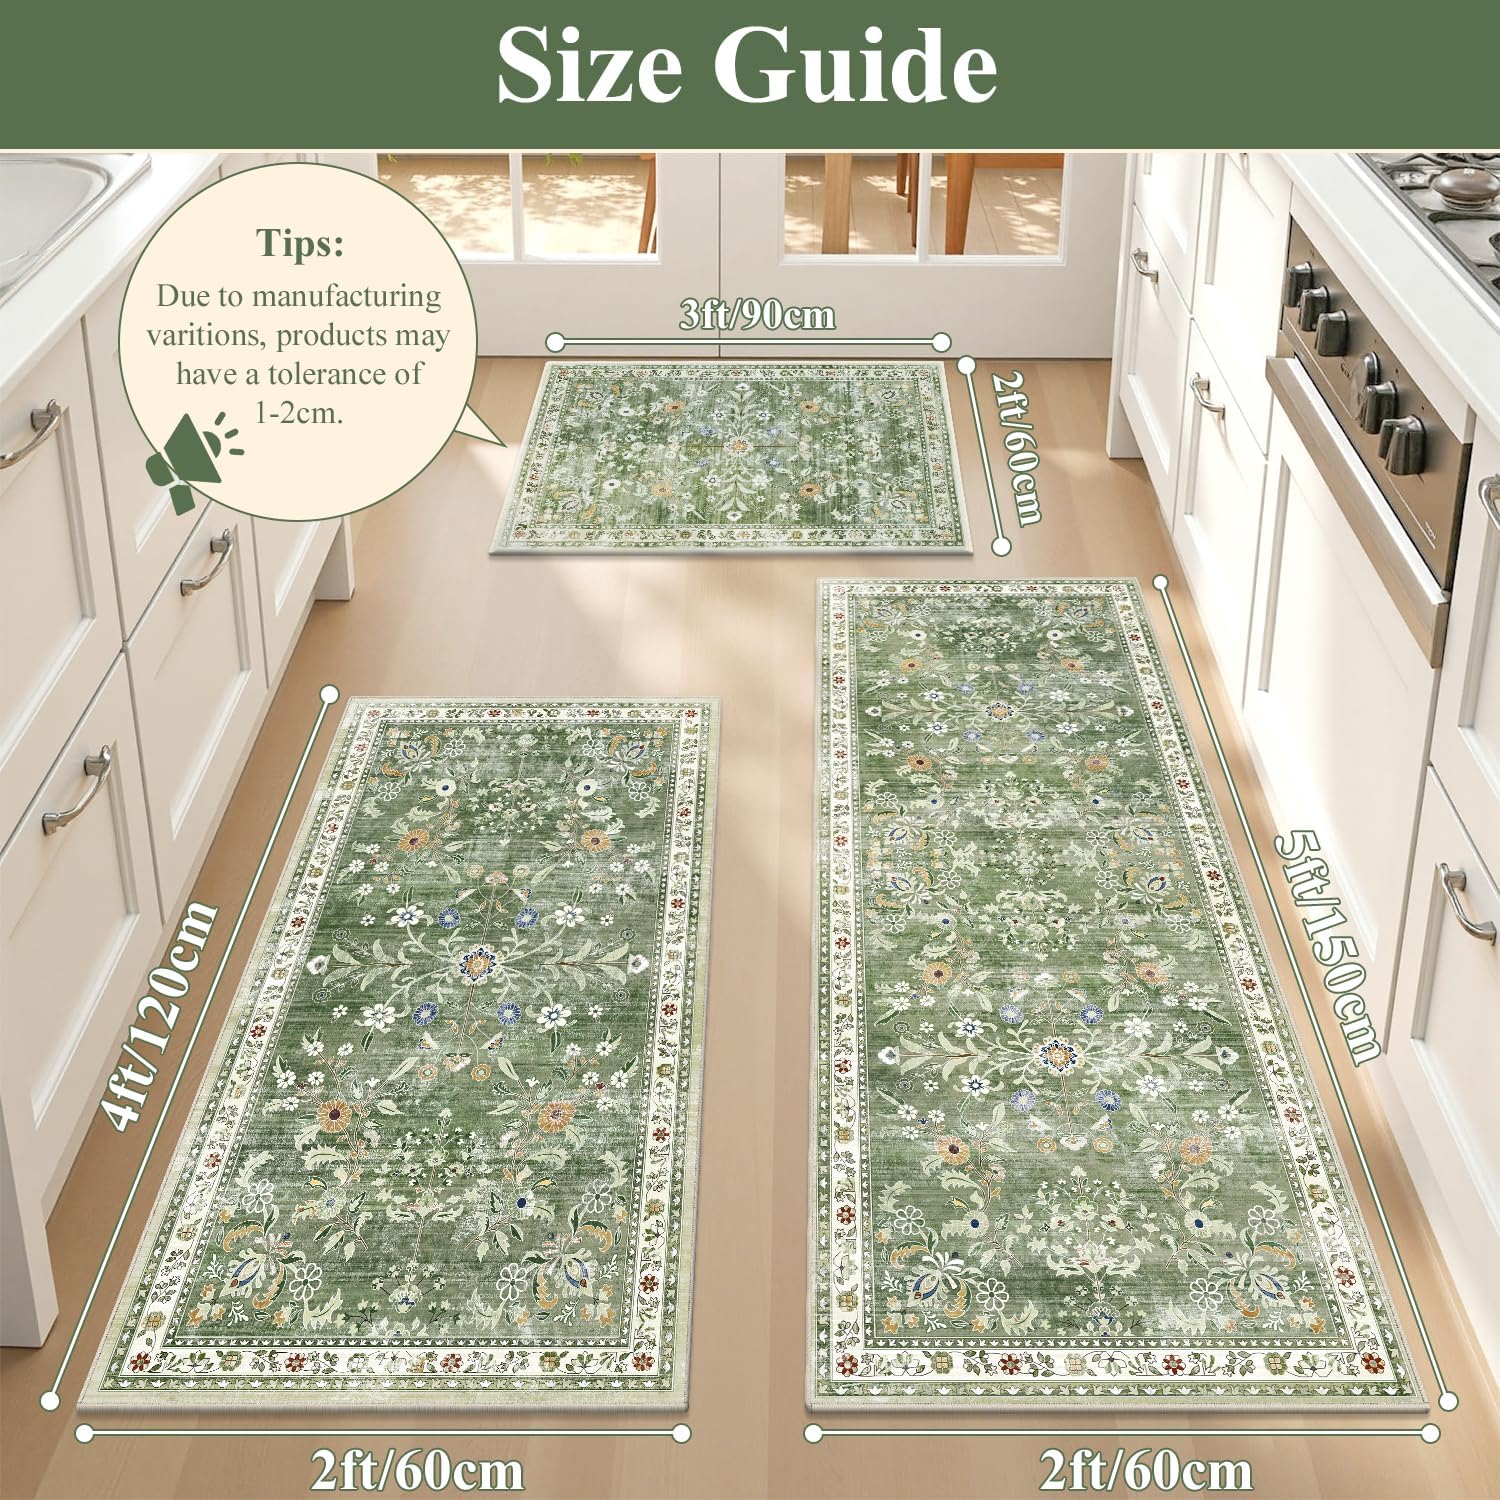 Size Guide
Tips:
Due to manufacturing
varitions, products may
have a tolerance of
1-2cm.
3ft/90cm
2ft/60cm
4ft/120cm
5ft/150cm
2ft/60cm
2ft/60cm